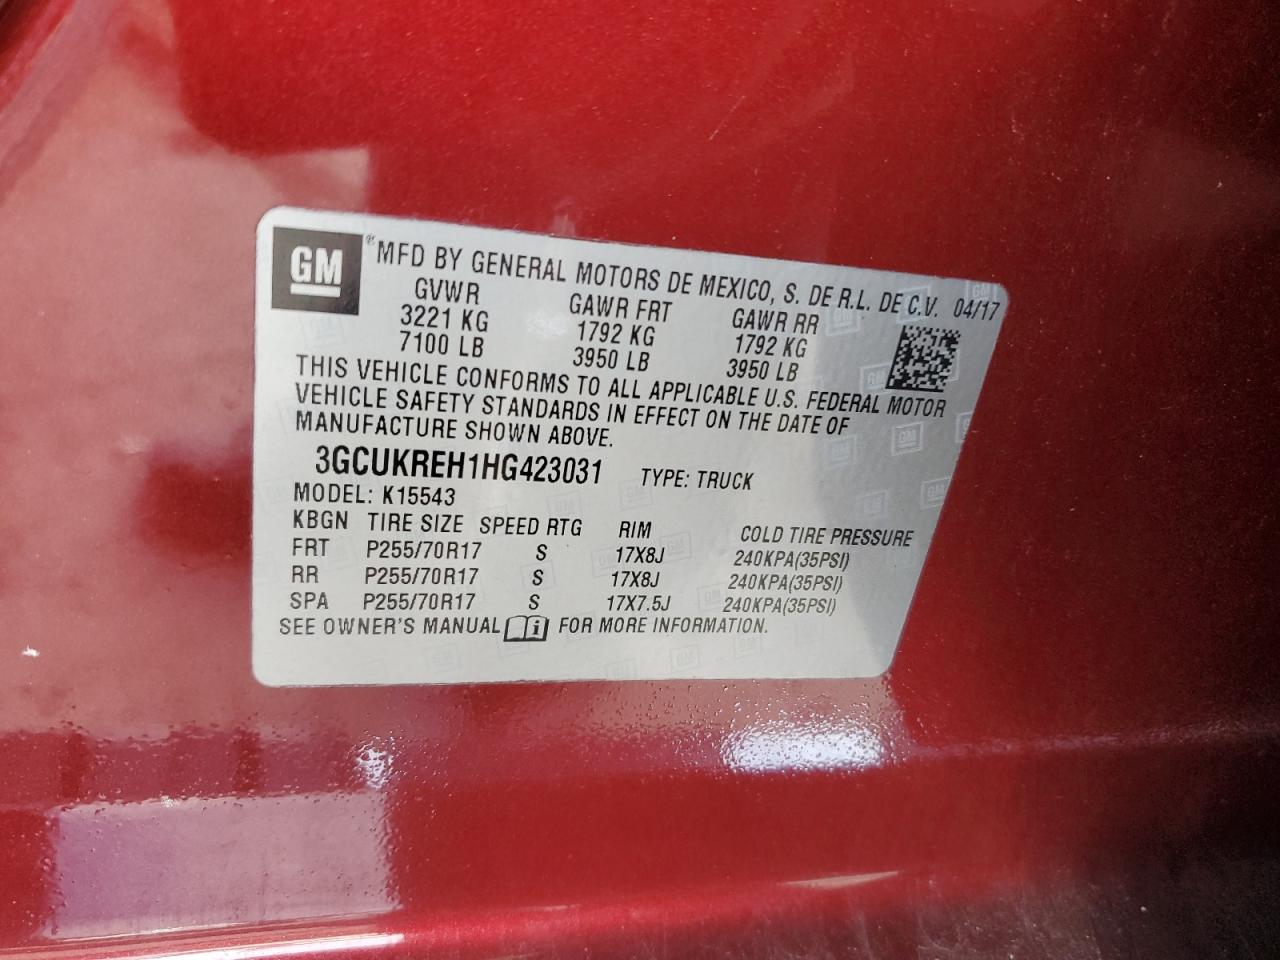 GM ® MFD BY GENERAL MOTORS DE MEXICO, S. DE R.L. DE C.V. 04/17
GVWR GAWR FRT GAWR RR
3221 KG 1792 KG 1792 KG
7100 LB 3950 LB 3950 LB
THIS VEHICLE CONFORMS TO ALL APPLICABLE U.S. FEDERAL MOTOR
VEHICLE SAFETY STANDARDS IN EFFECT ON THE DATE OF
MANUFACTURE SHOWN ABOVE.
3GCUKREH1HG423031 TYPE: TRUCK
MODEL: K15543
KBGN TIRE SIZE SPEED RTG RIM COLD TIRE PRESSURE
FRT P255/70R17 S 17X8J 240KPA(35PSI)
RR P255/70R17 S 17X8J 240KPA(35PSI)
SPA P255/70R17 S 17X7.5J 240KPA(35PSI)
SEE OWNER'S MANUAL i FOR MORE INFORMATION.